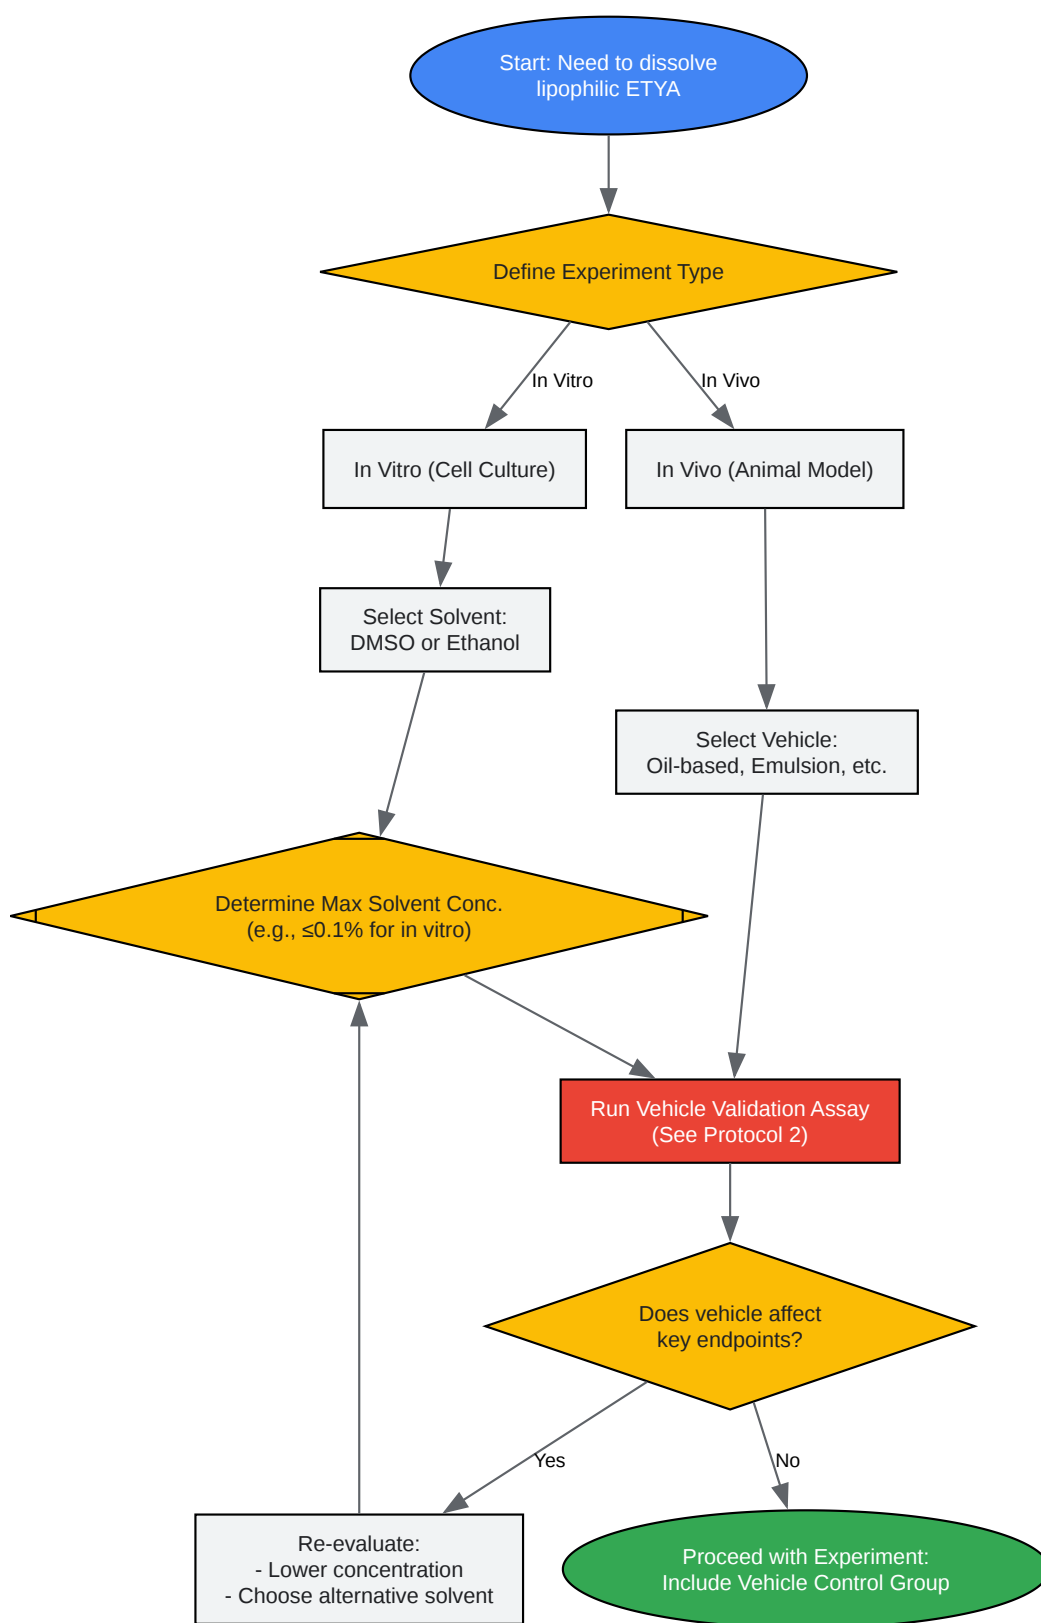 Start: Need to dissolve
lipophilic ETYA
Define Experiment Type
In Vitro
In Vivo
In Vitro (Cell Culture)
In Vivo (Animal Model)
Select Solvent:
DMSO or Ethanol
Select Vehicle:
Oil-based, Emulsion, etc.
Determine Max Solvent Conc.
(e.g., ≤0.1% for in vitro)
Run Vehicle Validation Assay
(See Protocol 2)
Does vehicle affect
key endpoints?
Yes
No
Re-evaluate:
- Lower concentration
- Choose alternative solvent
Proceed with Experiment:
Include Vehicle Control Group